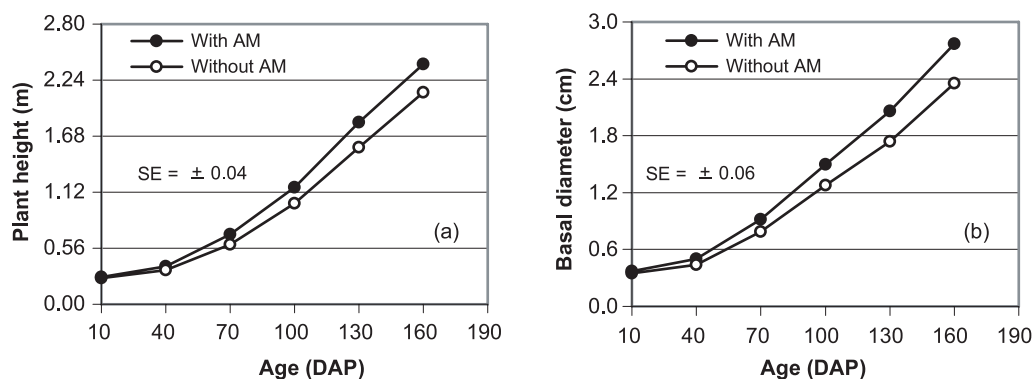 2.80
2.24
1.68
1.12
0.56
0.00
Plant height (m)
With AM
Without AM
SE = ± 0.04
(a)
10 40 70 100 130 160 190
Age (DAP)
3.0
2.4
1.8
1.2
0.6
0.0
Basal diameter (cm)
With AM
Without AM
SE = ± 0.06
(b)
10 40 70 100 130 160 190
Age (DAP)